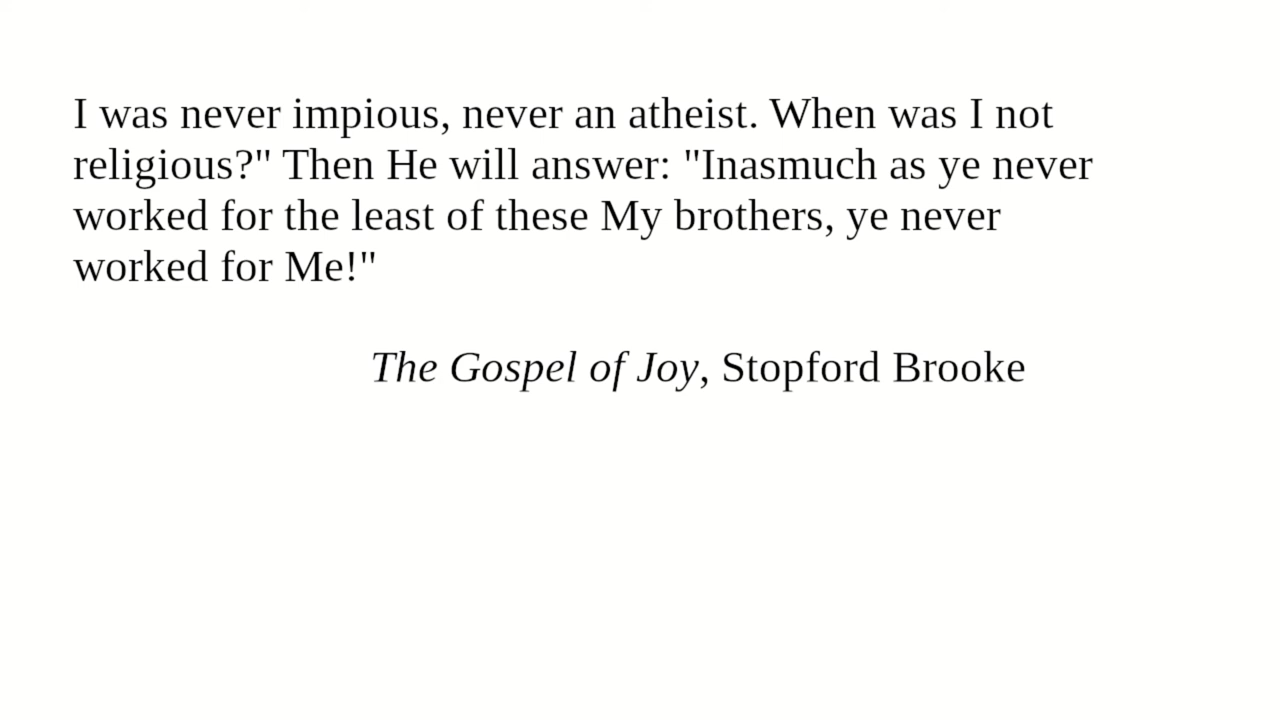 I was never impious, never an atheist. When was I not
religious?" Then He will answer: "Inasmuch as ye never
worked for the least of these My brothers, ye never
worked for Me!"
The Gospel of Joy, Stopford Brooke